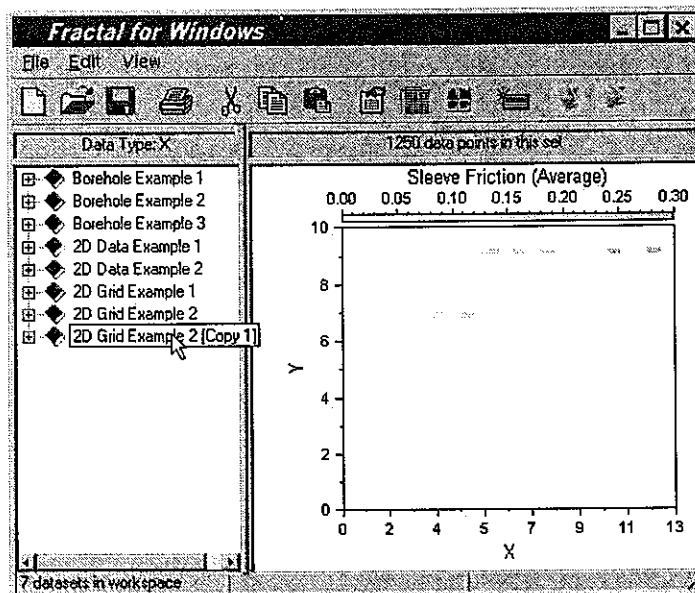 Fractal for Windows
File Edit View
Data Type: X
1250 data points in this set
Borehole Example 1
Borehole Example 2
Borehole Example 3
2D Data Example 1
2D Data Example 2
2D Grid Example 1
2D Grid Example 2
2D Grid Example 2 [Copy 1]
Sleeve Friction (Average)
0.00 0.05 0.10 0.15 0.20 0.25 0.30
10
8
6
4
2
0
Y
0 2 4 5 7 9 11 13
X
7 datasets in workspace